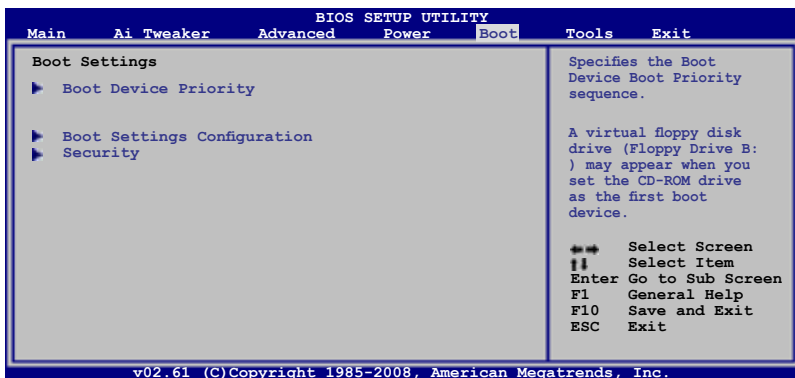 BIOS SETUP UTILITY
Main Ai Tweaker Advanced Power Boot Tools Exit
Boot Settings
Boot Device Priority
Boot Settings Configuration
Security
Specifies the Boot
Device Boot Priority
sequence.
A virtual floppy disk
drive (Floppy Drive B:
) may appear when you
set the CD-ROM drive
as the first boot
device.
Select Screen
Select Item
Enter Go to Sub Screen
F1 General Help
F10 Save and Exit
ESC Exit
v02.61 (C)Copyright 1985-2008, American Megatrends, Inc.